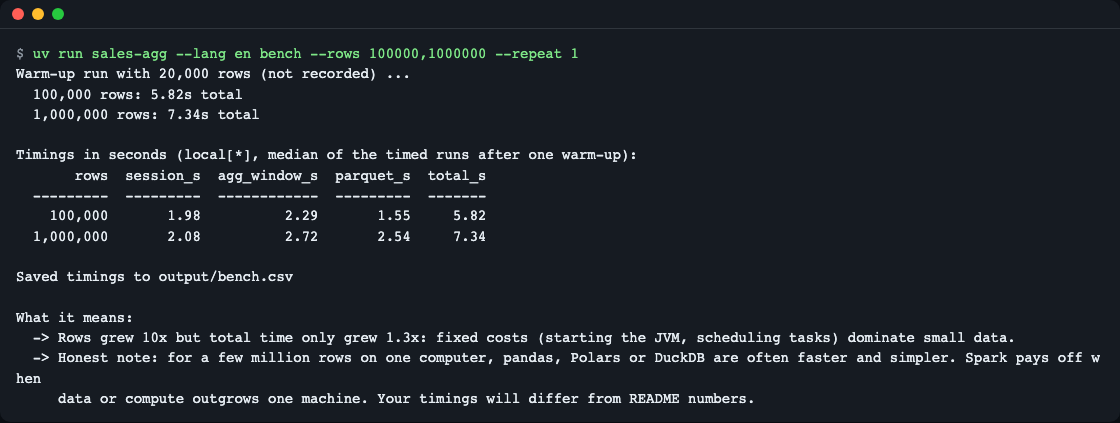 $ uv run sales-agg --lang en bench --rows 100000,1000000 --repeat 1
Warm-up run with 20,000 rows (not recorded) ...
  100,000 rows: 5.82s total
  1,000,000 rows: 7.34s total

Timings in seconds (local[*], median of the timed runs after one warm-up):
       rows  session_s  agg_window_s  parquet_s  total_s
  ---------  ---------  ------------  ---------  -------
    100,000       1.98          2.29       1.55     5.82
  1,000,000       2.08          2.72       2.54     7.34

Saved timings to output/bench.csv

What it means:
  -> Rows grew 10x but total time only grew 1.3x: fixed costs (starting the JVM, scheduling tasks) dominate small data.
  -> Honest note: for a few million rows on one computer, pandas, Polars or DuckDB are often faster and simpler. Spark pays off w
hen
     data or compute outgrows one machine. Your timings will differ from README numbers.